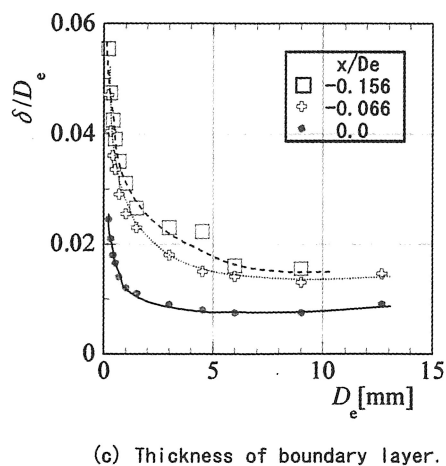 0.06
δ/Dₑ
0.04
0.02
0
x/De
-0.156
-0.066
0.0
0
5
10
15
Dₑ[mm]
(c) Thickness of boundary layer.